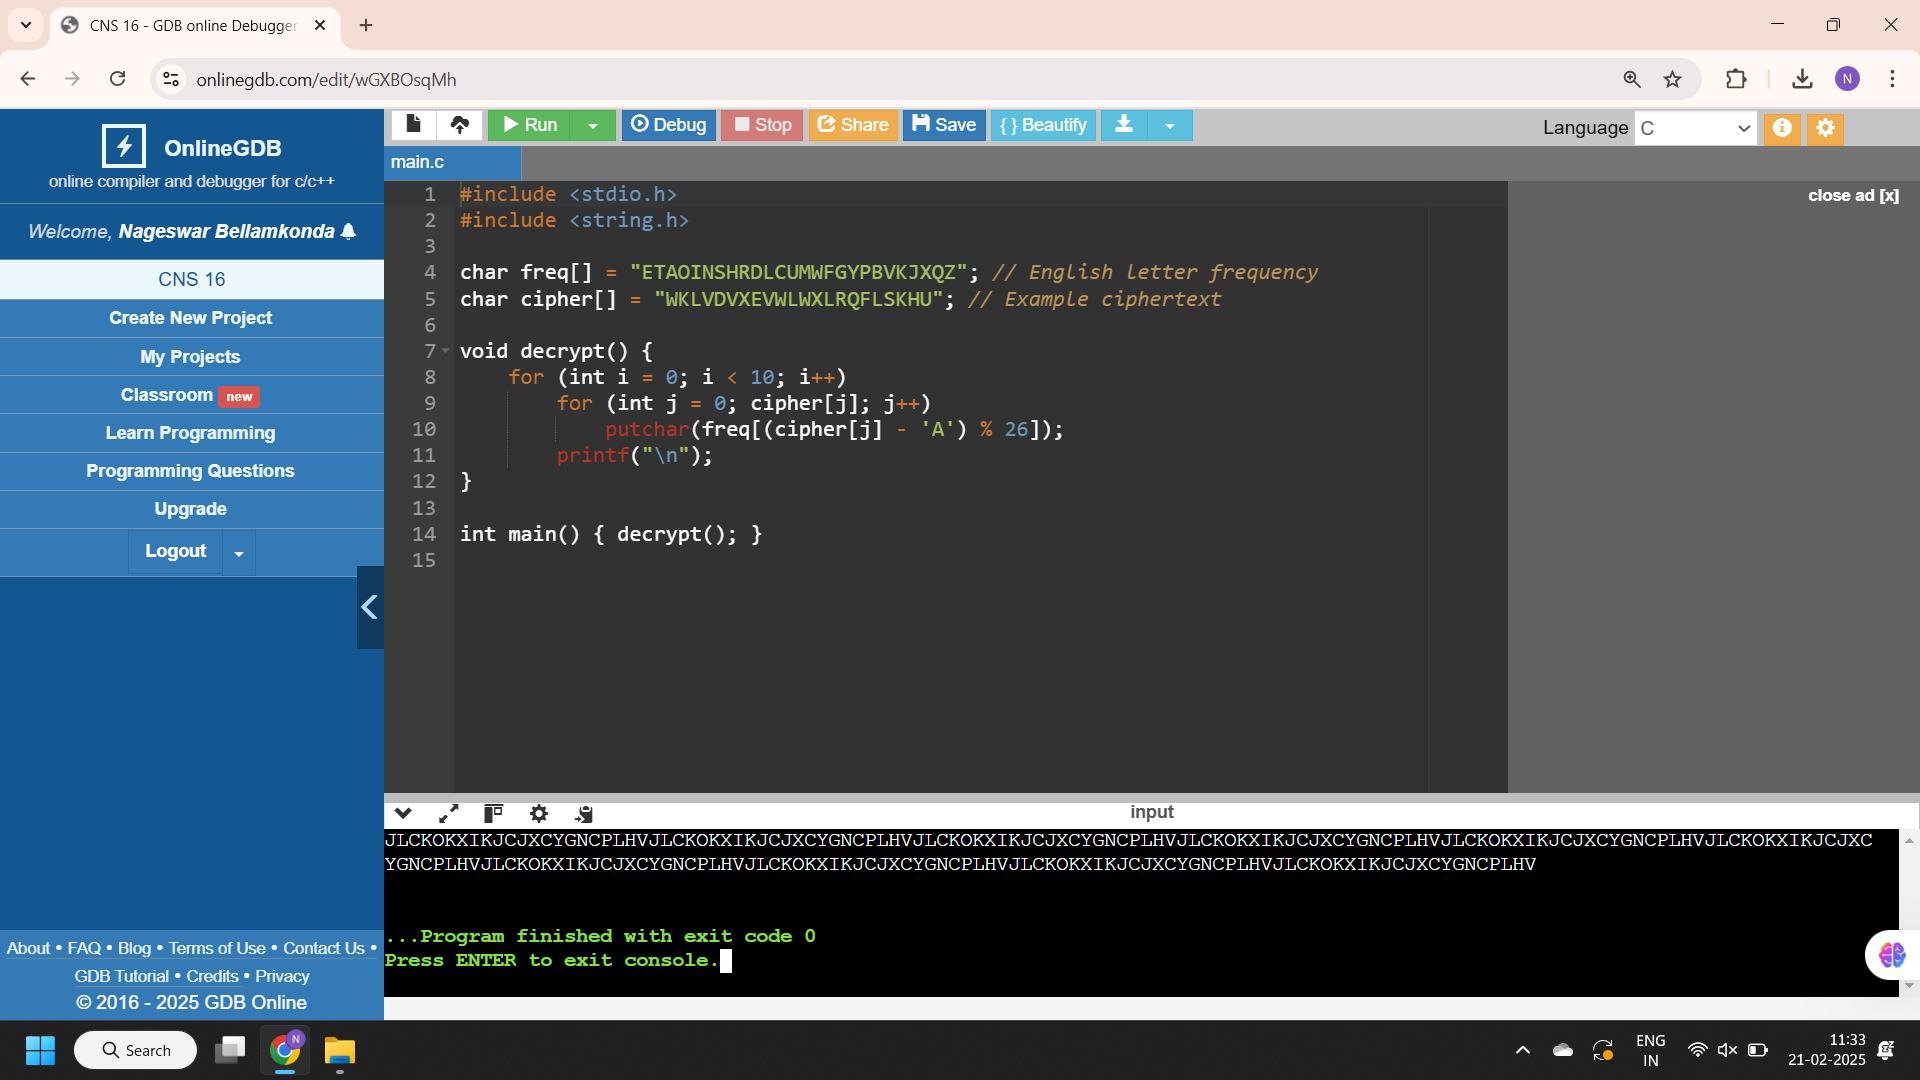 CNS 16 - GDB online Debugger
onlinegdb.com/edit/wGXBOsqMh
N
OnlineGDB
online compiler and debugger for c/c++
Welcome, Nageswar Bellamkonda
CNS 16
Create New Project
My Projects
Classroom new
Learn Programming
Programming Questions
Upgrade
Logout
About • FAQ • Blog • Terms of Use • Contact Us •
GDB Tutorial • Credits • Privacy
© 2016 - 2025 GDB Online
Run
Debug
Stop
Share
Save
{ } Beautify
Language C
main.c
close ad [x]
1 #include <stdio.h>
2 #include <string.h>
3
4 char freq[] = "ETAOINSHRDLCUMWFGYPBVKJXQZ"; // English letter frequency
5 char cipher[] = "WKLVDVXEVWLWXLRQFLSKHU"; // Example ciphertext
6
7 void decrypt() {
8 for (int i = 0; i < 10; i++)
9 for (int j = 0; cipher[j]; j++)
10 putchar(freq[(cipher[j] - 'A') % 26]);
11 printf("\n");
12 }
13
14 int main() { decrypt(); }
15
input
JLCKOKXIKJCJXCYGNCPLHVJLCKOKXIKJCJXCYGNCPLHVJLCKOKXIKJCJXCYGNCPLHVJLCKOKXIKJCJXCYGNCPLHVJLCKOKXIKJCJXCYGNCPLHVJLCKOKXIKJCJXC
YGNCPLHVJLCKOKXIKJCJXCYGNCPLHVJLCKOKXIKJCJXCYGNCPLHVJLCKOKXIKJCJXCYGNCPLHVJLCKOKXIKJCJXCYGNCPLHV
...Program finished with exit code 0
Press ENTER to exit console.
Search
N
ENG
IN
11:33
21-02-2025